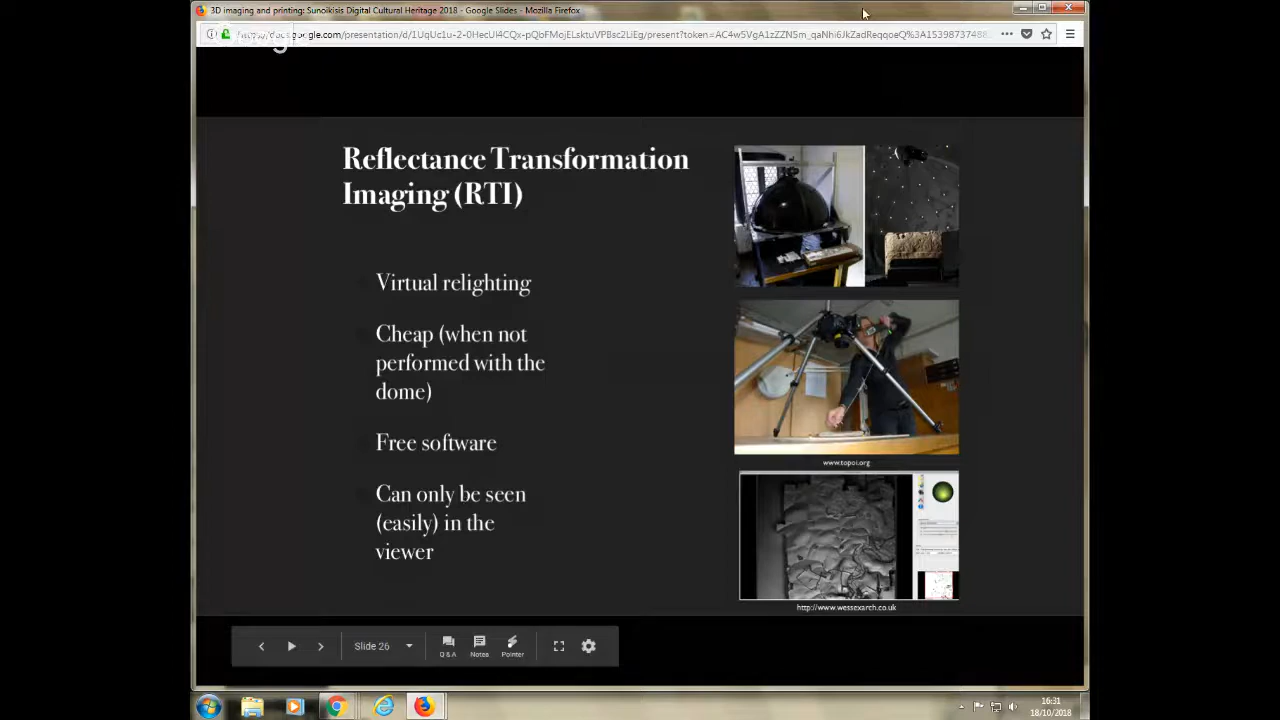 3D imaging and printing: Sunoikisis Digital Cultural Heritage 2018 - Google Slides - Mozilla Firefox
Google
Reflectance Transformation
Imaging (RTI)
Virtual relighting
Cheap (when not
performed with the
dome)
Free software
Can only be seen
(easily) in the
viewer
www.topoi.org
http://www.wessexarch.co.uk
Slide 26
Q & A
Notes
Pointer
16:31
18/10/2018